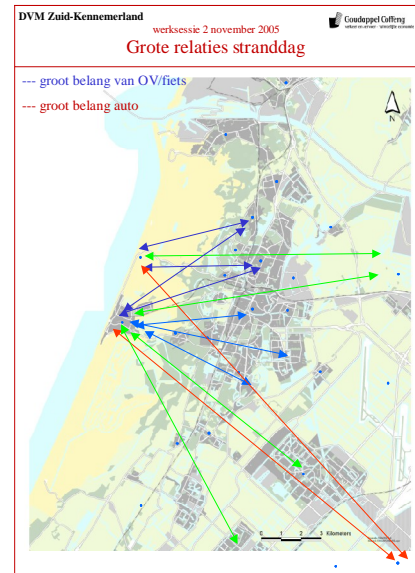 DVM Zuid-Kennemerland
Goudappel Coffeng
werksessie 2 november 2005
Grote relaties stranddag
--- groot belang van OV/fiets
--- groot belang auto
N
0 1 2 3 Kilometers